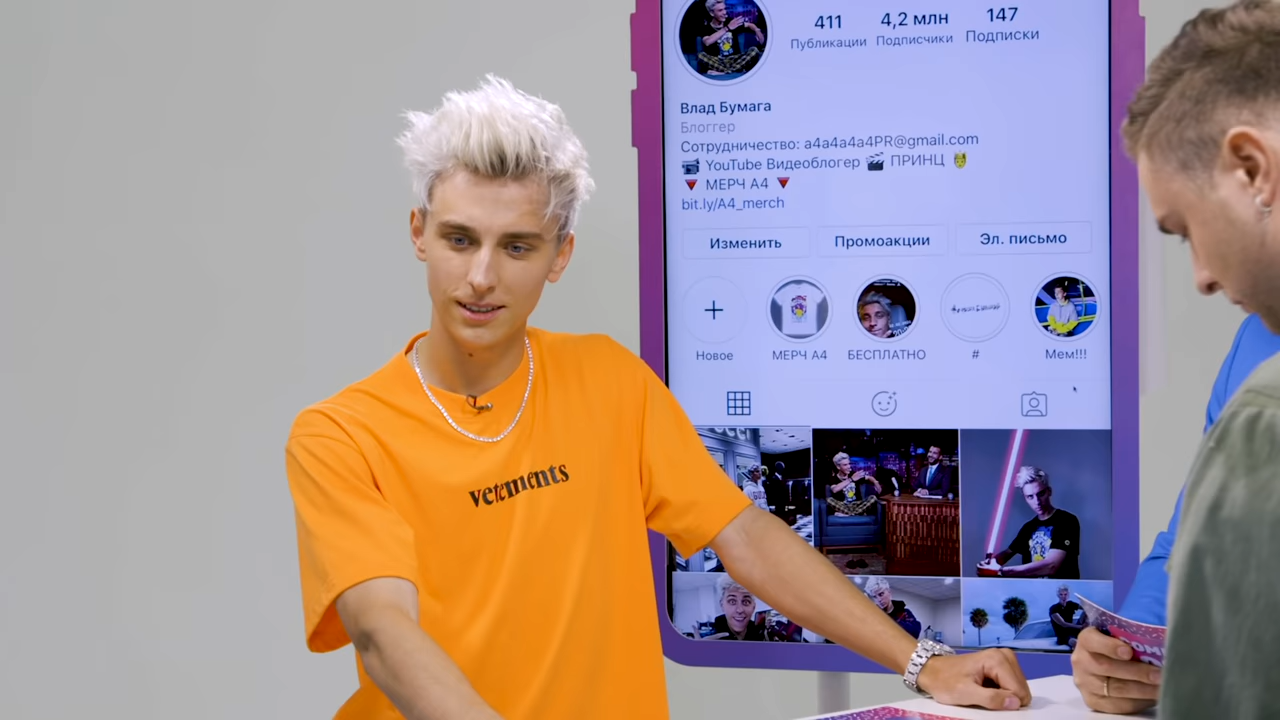 411 4,2 млн 147
Публикации Подписчики Подписки
Влад Бумага
Блоггер
Сотрудничество: a4a4a4a4PR@gmail.com
YouTube Видеоблогер ПРИНЦ
МЕРЧ А4
bit.ly/A4_merch
Изменить Промоакции Эл. письмо
Новое МЕРЧ А4 БЕСПЛАТНО # Мем!!!
vetements